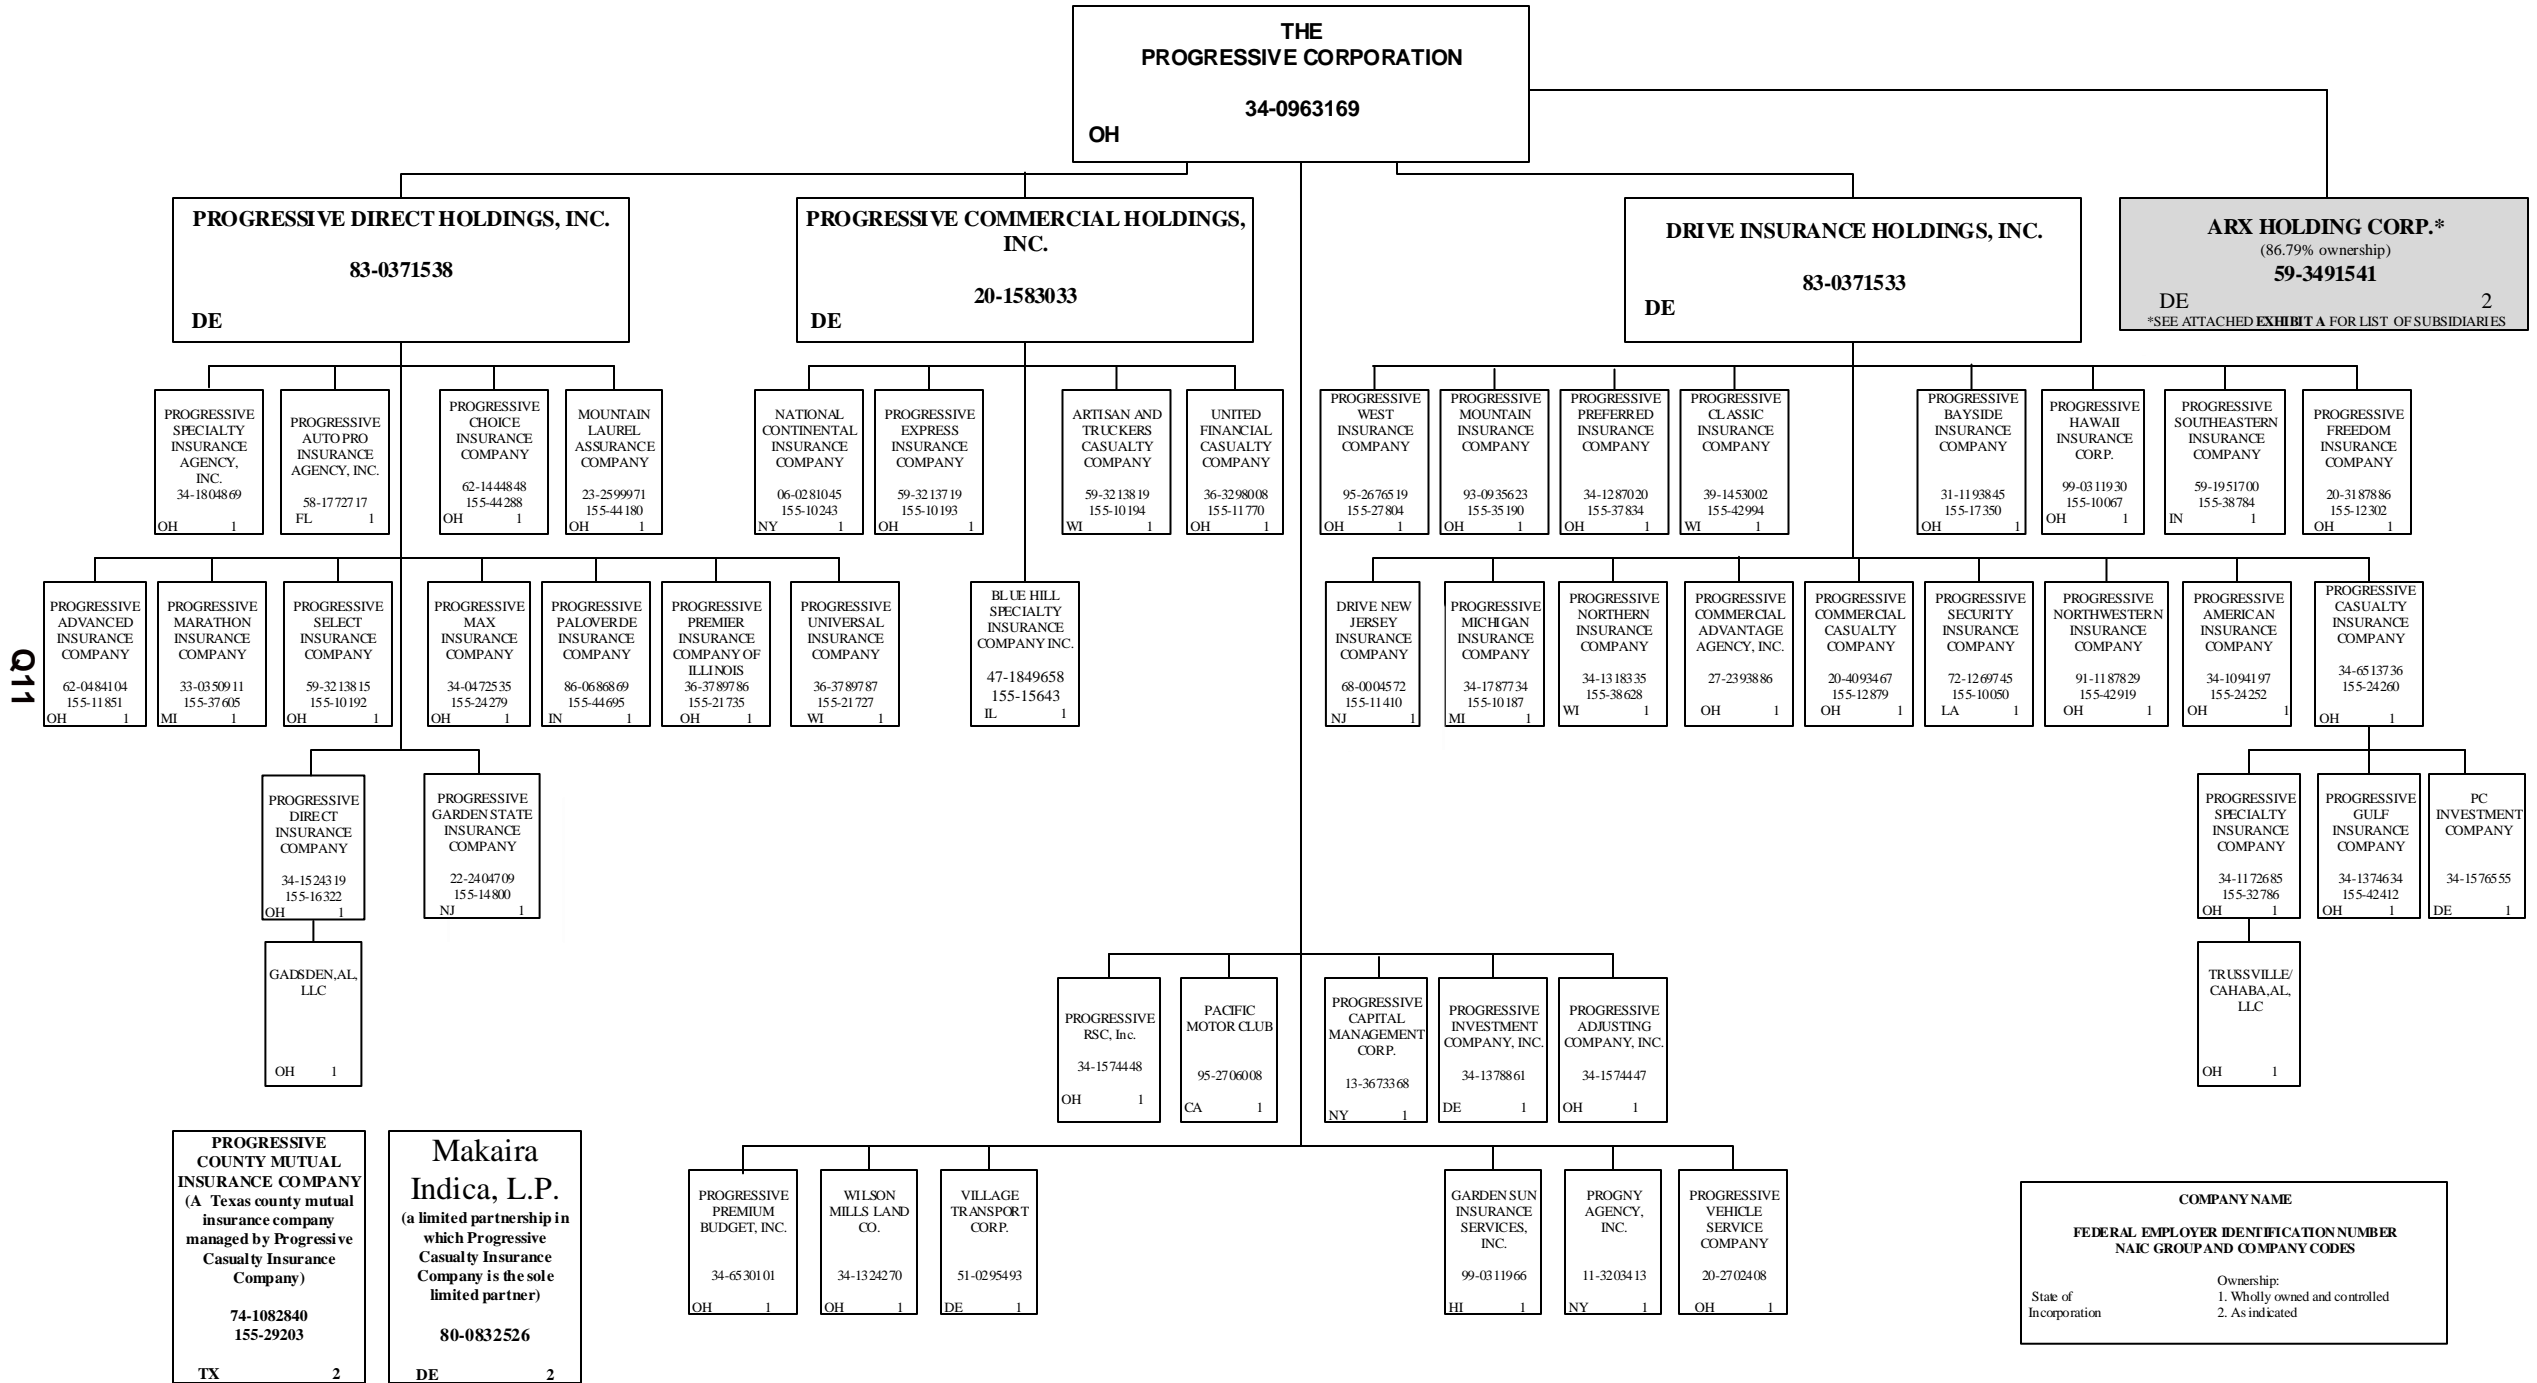 THE
PROGRESSIVE CORPORATION
34-0963169
OH
PROGRESSIVE DIRECT HOLDINGS, INC.
83-0371538
DE
PROGRESSIVE COMMERCIAL HOLDINGS,
INC.
20-1583033
DE
DRIVE INSURANCE HOLDINGS, INC.
83-0371533
DE
ARX HOLDING CORP.*
(86.79% ownership)
59-3491541
DE 2
*SEE ATTACHED EXHIBIT A FOR LIST OF SUBSIDIARIES
PROGRESSIVE
SPECIALTY
INSURANCE
AGENCY,
INC.
34-1804869
OH 1
PROGRESSIVE
AUTO PRO
INSURANCE
AGENCY, INC.
58-1772717
FL 1
PROGRESSIVE
CHOICE
INSURANCE
COMPANY
62-1444848
155-44288
OH 1
MOUNTAIN
LAUREL
ASSURANCE
COMPANY
23-2599971
155-44180
OH 1
NATIONAL
CONTINENTAL
INSURANCE
COMPANY
06-0281045
155-10243
NY 1
PROGRESSIVE
EXPRESS
INSURANCE
COMPANY
59-3213719
155-10193
OH 1
ARTISAN AND
TRUCKERS
CASUALTY
COMPANY
59-3213819
155-10194
WI 1
UNITED
FINANCIAL
CASUALTY
COMPANY
36-3298008
155-11770
OH 1
PROGRESSIVE
WEST
INSURANCE
COMPANY
95-2676519
155-27804
OH 1
PROGRESSIVE
MOUNTAIN
INSURANCE
COMPANY
93-0935623
155-35190
OH 1
PROGRESSIVE
PREFERRED
INSURANCE
COMPANY
34-1287020
155-37834
OH 1
PROGRESSIVE
CLASSIC
INSURANCE
COMPANY
39-1453002
155-42994
WI 1
PROGRESSIVE
BAYSIDE
INSURANCE
COMPANY
31-1193845
155-17350
OH 1
PROGRESSIVE
HAWAII
INSURANCE
CORP.
99-0311930
155-10067
OH 1
PROGRESSIVE
SOUTHEASTERN
INSURANCE
COMPANY
59-1951700
155-38784
IN 1
PROGRESSIVE
FREEDOM
INSURANCE
COMPANY
20-3187886
155-12302
OH 1
Q11
PROGRESSIVE
ADVANCED
INSURANCE
COMPANY
62-0484104
155-11851
OH 1
PROGRESSIVE
MARATHON
INSURANCE
COMPANY
33-0350911
155-37605
MI 1
PROGRESSIVE
SELECT
INSURANCE
COMPANY
59-3213815
155-10192
OH 1
PROGRESSIVE
MAX
INSURANCE
COMPANY
34-0472535
155-24279
OH 1
PROGRESSIVE
PALOVERDE
INSURANCE
COMPANY
86-0686869
155-44695
IN 1
PROGRESSIVE
PREMIER
INSURANCE
COMPANY OF
ILLINOIS
36-3789786
155-21735
OH 1
PROGRESSIVE
UNIVERSAL
INSURANCE
COMPANY
36-3789787
155-21727
WI 1
BLUE HILL
SPECIALTY
INSURANCE
COMPANY INC.
47-1849658
155-15643
IL 1
DRIVE NEW
JERSEY
INSURANCE
COMPANY
68-0004572
155-11410
NJ 1
PROGRESSIVE
MICHIGAN
INSURANCE
COMPANY
34-1787734
155-10187
MI 1
PROGRESSIVE
NORTHERN
INSURANCE
COMPANY
34-1318335
155-38628
WI 1
PROGRESSIVE
COMMERCIAL
ADVANTAGE
AGENCY, INC.
27-2393886
OH 1
PROGRESSIVE
COMMERCIAL
CASUALTY
COMPANY
20-4093467
155-12879
OH 1
PROGRESSIVE
SECURITY
INSURANCE
COMPANY
72-1269745
155-10050
LA 1
PROGRESSIVE
NORTHWESTERN
INSURANCE
COMPANY
91-1187829
155-42919
OH 1
PROGRESSIVE
AMERICAN
INSURANCE
COMPANY
34-1094197
155-24252
OH 1
PROGRESSIVE
CASUALTY
INSURANCE
COMPANY
34-6513736
155-24260
OH 1
PROGRESSIVE
DIRECT
INSURANCE
COMPANY
34-1524319
155-16322
OH 1
PROGRESSIVE
GARDEN STATE
INSURANCE
COMPANY
22-2404709
155-14800
NJ 1
PROGRESSIVE
SPECIALTY
INSURANCE
COMPANY
34-1172685
155-32786
OH 1
PROGRESSIVE
GULF
INSURANCE
COMPANY
34-1374634
155-42412
OH 1
PC
INVESTMENT
COMPANY
34-1576555
DE 1
GADSDEN, AL,
LLC
OH 1
PROGRESSIVE
RSC, Inc.
34-1574448
OH 1
PACIFIC
MOTOR CLUB
95-2706008
CA 1
PROGRESSIVE
CAPITAL
MANAGEMENT
CORP.
13-3673368
NY 1
PROGRESSIVE
INVESTMENT
COMPANY, INC.
34-1378861
DE 1
PROGRESSIVE
ADJUSTING
COMPANY, INC.
34-1574447
OH 1
TRUSSVILLE/
CAHABA, AL,
LLC
OH 1
PROGRESSIVE
COUNTY MUTUAL
INSURANCE COMPANY
(A Texas county mutual
insurance company
managed by Progressive
Casualty Insurance
Company)
74-1082840
155-29203
TX 2
Makaira
Indica, L.P.
(a limited partnership in
which Progressive
Casualty Insurance
Company is the sole
limited partner)
80-0832526
DE 2
PROGRESSIVE
PREMIUM
BUDGET, INC.
34-6530101
OH 1
WILSON
MILLS LAND
CO.
34-1324270
OH 1
VILLAGE
TRANSPORT
CORP.
51-0295493
DE 1
GARDEN SUN
INSURANCE
SERVICES,
INC.
99-0311966
HI 1
PROGNY
AGENCY,
INC.
11-3203413
NY 1
PROGRESSIVE
VEHICLE
SERVICE
COMPANY
20-2702408
OH 1
COMPANY NAME
FEDERAL EMPLOYER IDENTIFICATION NUMBER
NAIC GROUP AND COMPANY CODES
Ownership:
State of 1. Wholly owned and controlled
Incorporation 2. As indicated